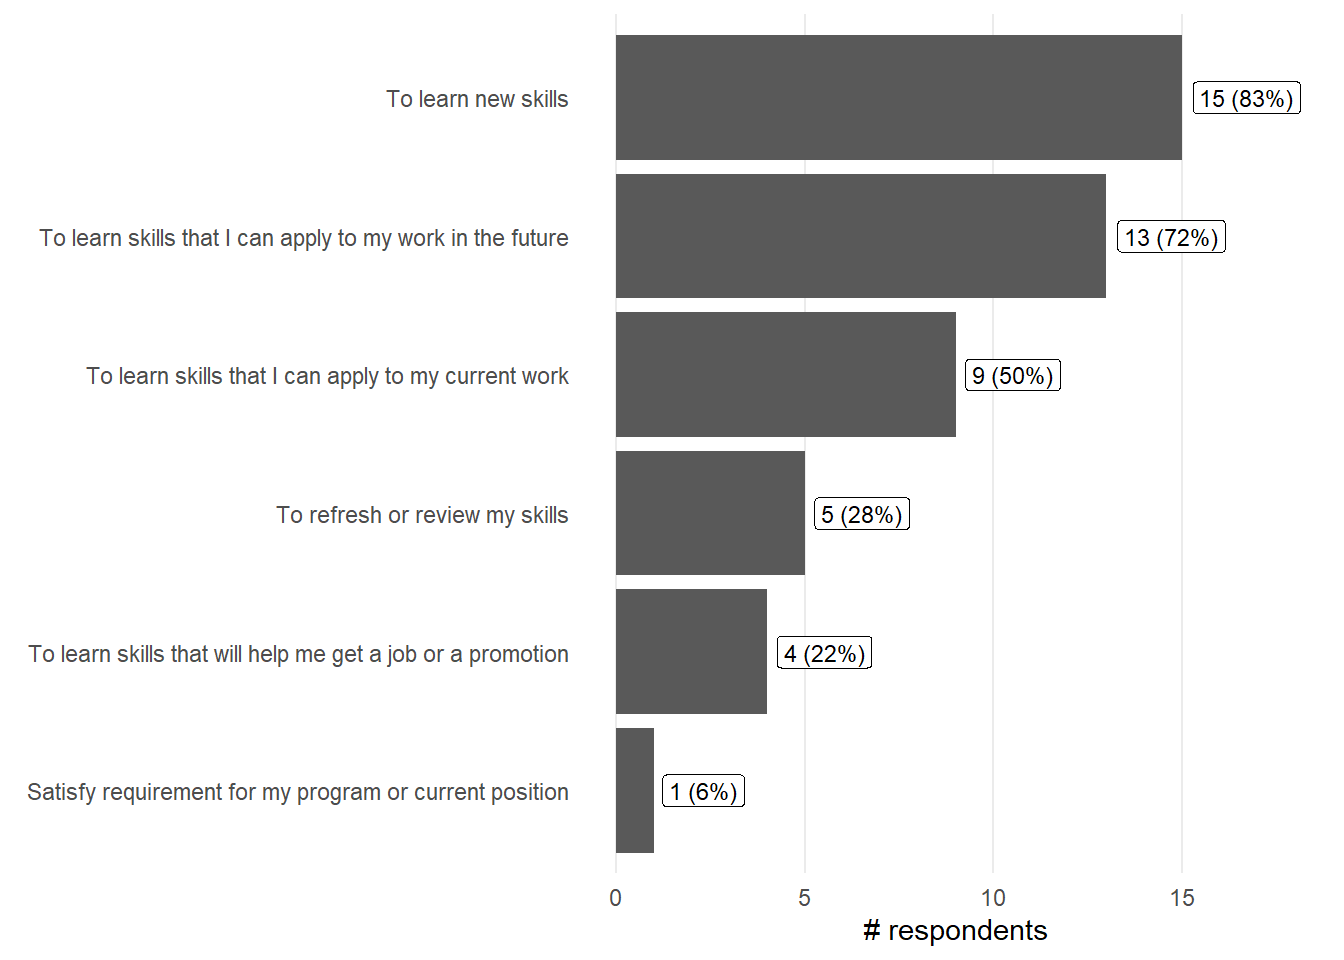 To learn new skills
15 (83%)
To learn skills that I can apply to my work in the future
13 (72%)
To learn skills that I can apply to my current work
9 (50%)
To refresh or review my skills
5 (28%)
To learn skills that will help me get a job or a promotion
4 (22%)
Satisfy requirement for my program or current position
1 (6%)
0 5 10 15
# respondents